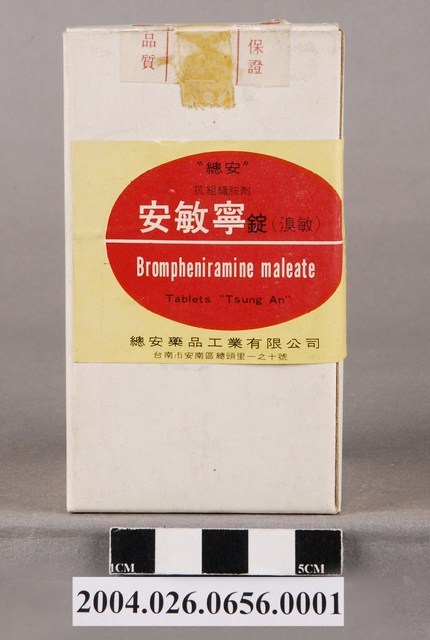 品質 保證
"總安"
抗組織胺劑
安敏寧錠(溴敏)
Brompheniramine maleate
Tablets "Tsung An"
總安藥品工業有限公司
台南市安南區總頭里一之十號
1CM 5CM
2004.026.0656.0001